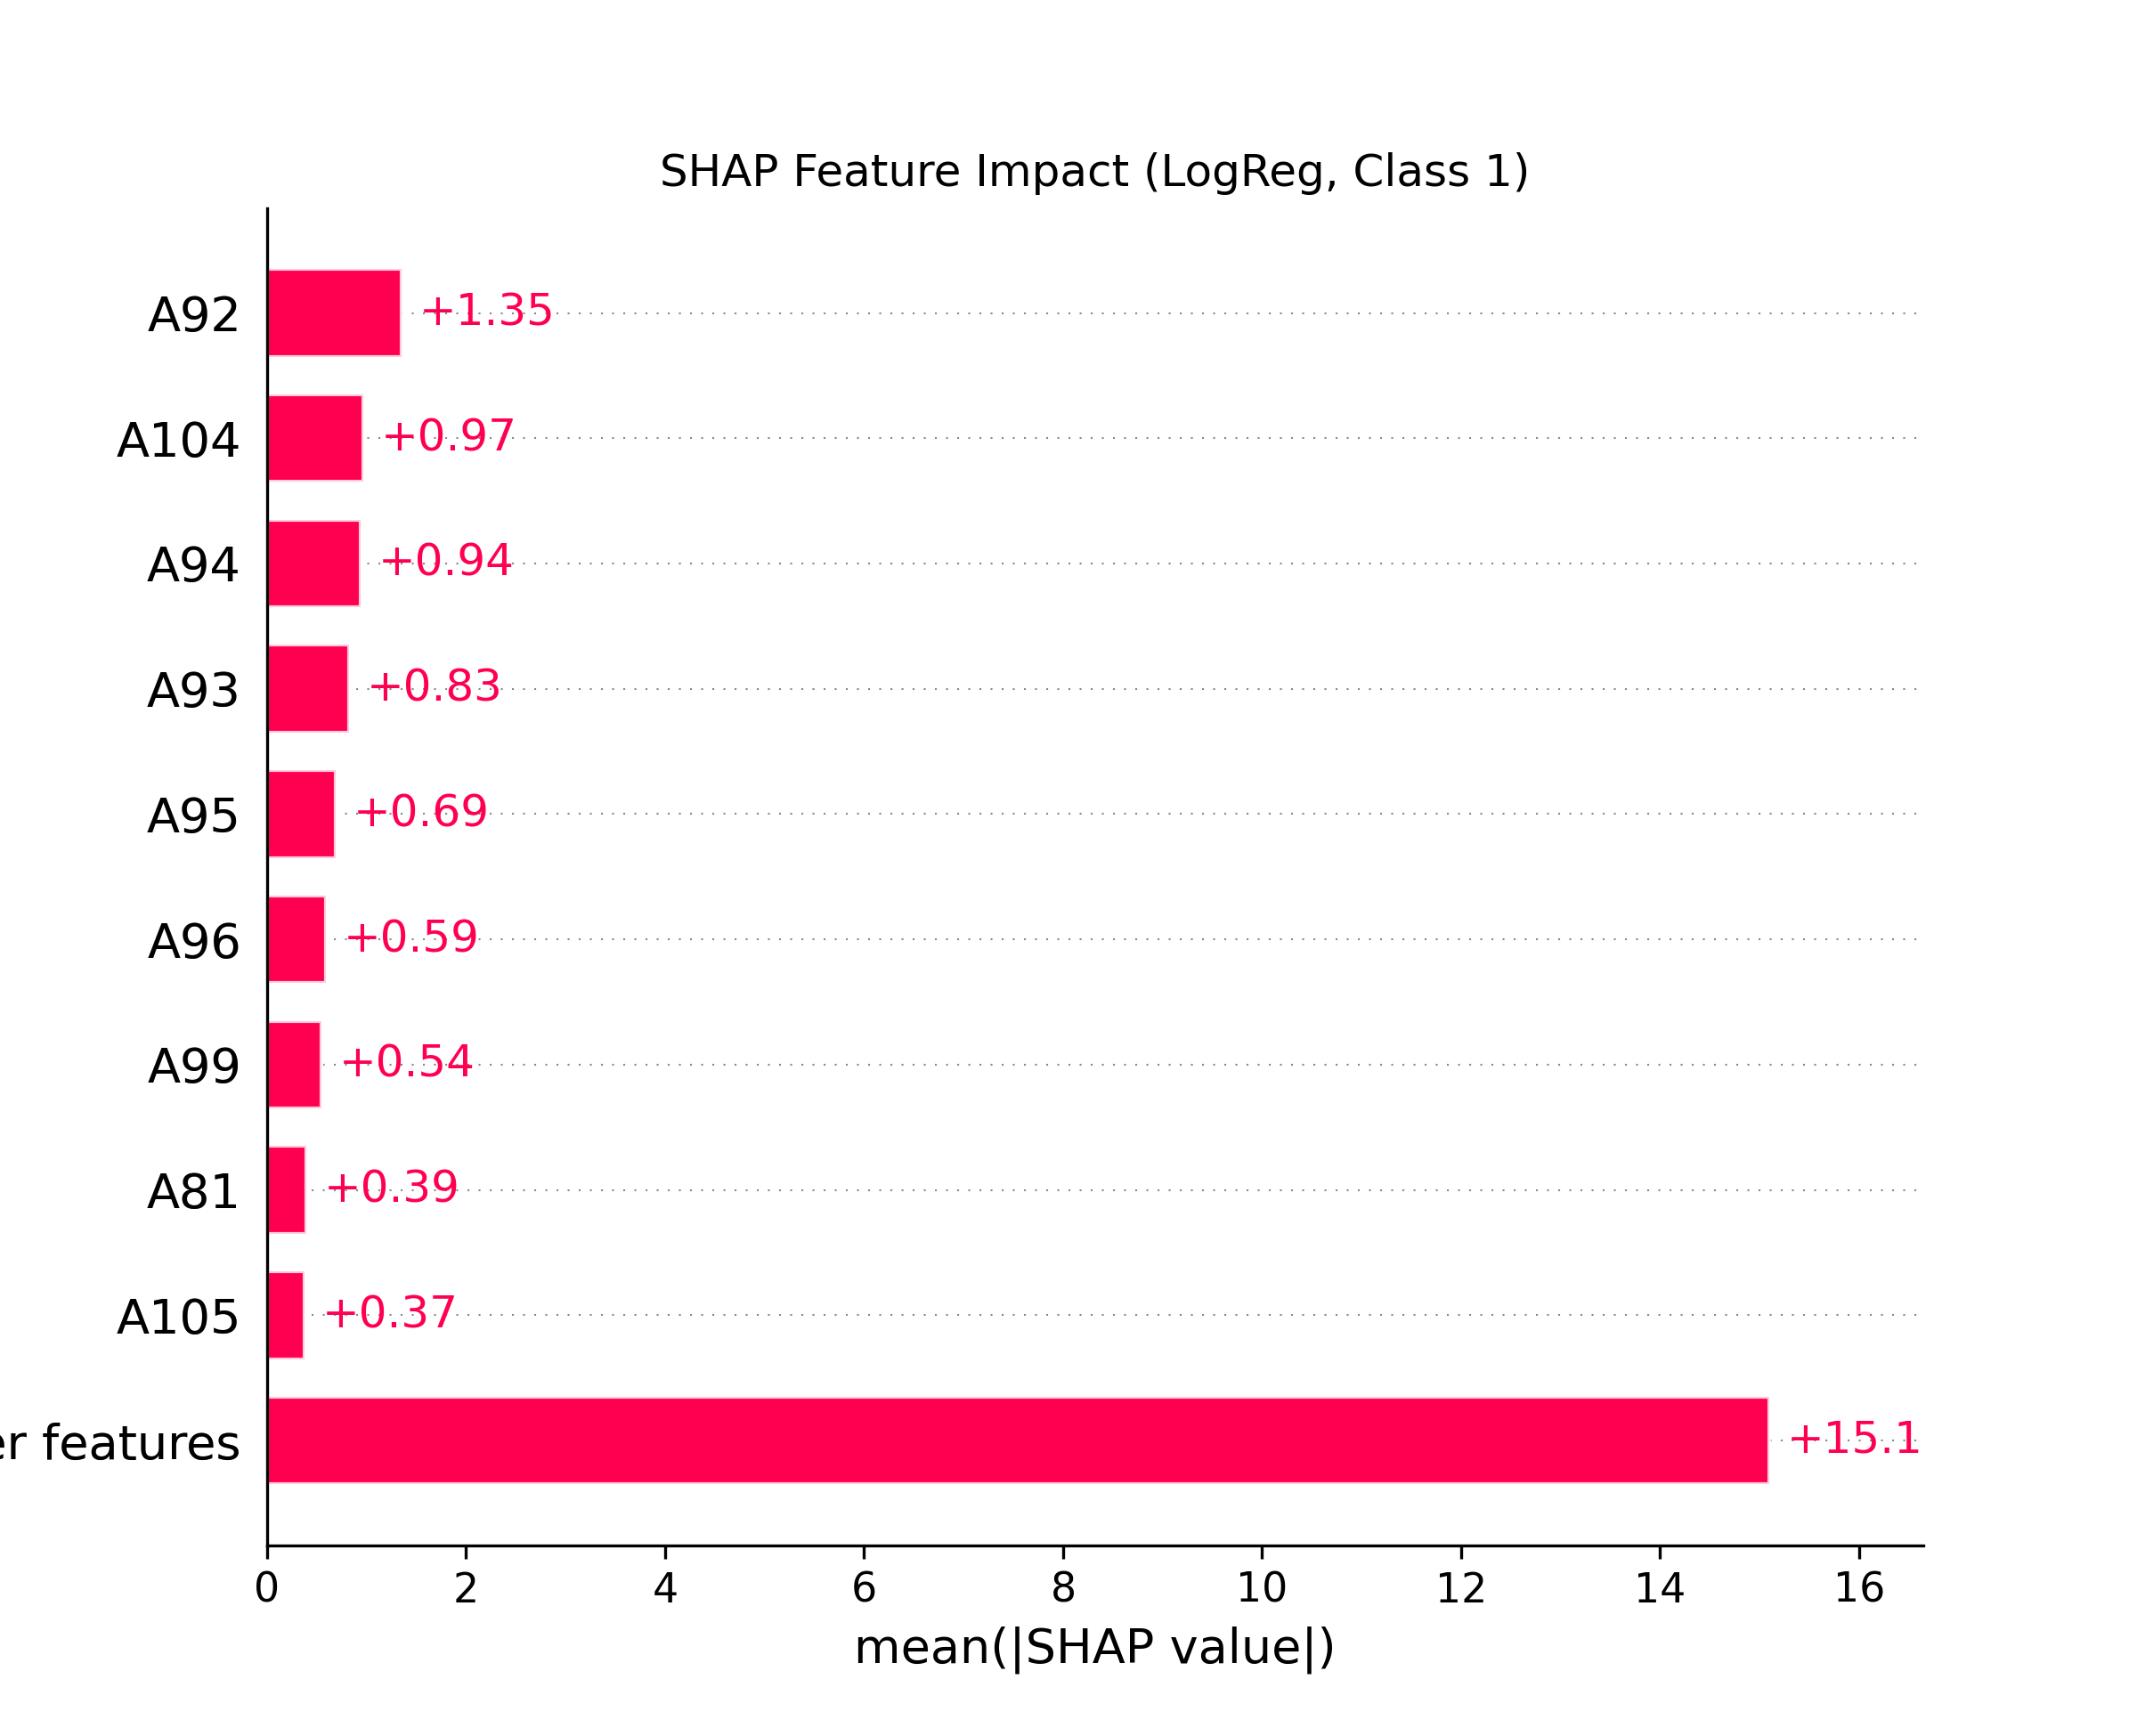 SHAP Feature Impact (LogReg, Class 1)
A92 +1.35
A104 +0.97
A94 +0.94
A93 +0.83
A95 +0.69
A96 +0.59
A99 +0.54
A81 +0.39
A105 +0.37
features +15.1
0 2 4 6 8 10 12 14 16
mean(|SHAP value|)